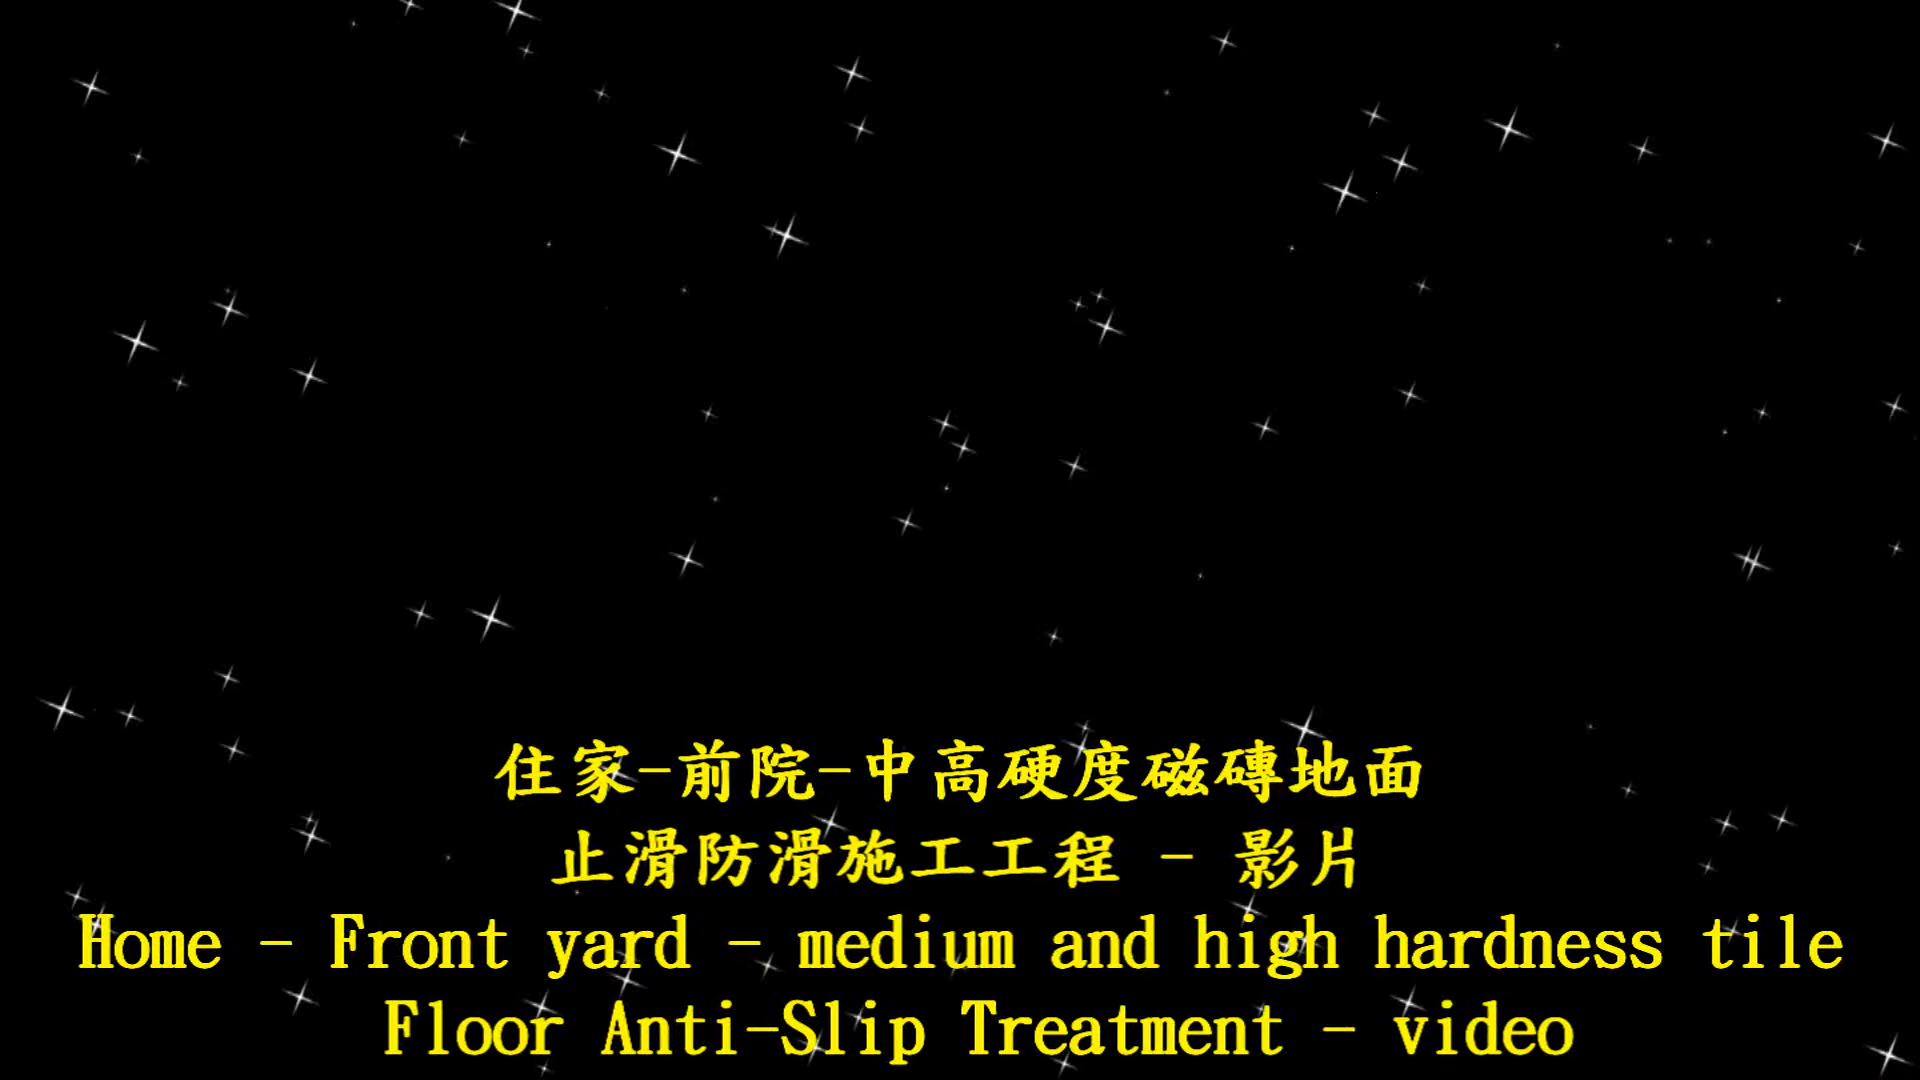 住家-前院-中高硬度磁磚地面
止滑防滑施工工程 - 影片
Home - Front yard - medium and high hardness tile
Floor Anti-Slip Treatment - video